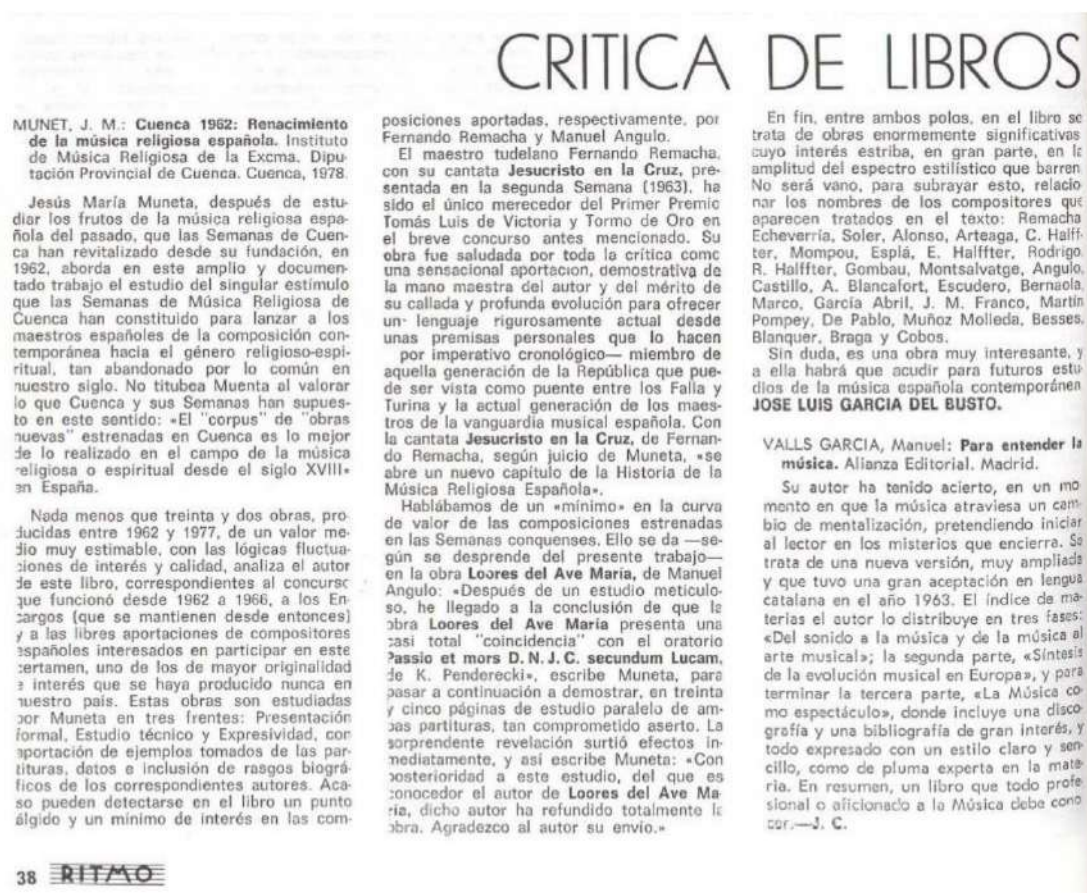 CRITICA DE LIBROS
MUNET, J. M.: Cuenca 1962: Renacimiento
de la música religiosa española. Instituto
de Música Religiosa de la Excma. Dipu-
tación Provincial de Cuenca. Cuenca, 1978.
Jesús María Muneta, después de estu-
diar los frutos de la música religiosa espa-
ñola del pasado, que las Semanas de Cuen-
ca han revitalizado desde su fundación, en
1962, aborda en este amplio y documen-
tado trabajo el estudio del singular estímulo
que las Semanas de Música Religiosa de
Cuenca han constituido para lanzar a los
maestros españoles de la composición con-
temporánea hacia el género religioso-espi-
ritual, tan abandonado por lo común en
nuestro siglo. No titubea Muenta al valorar
lo que Cuenca y sus Semanas han supues-
to en este sentido: «El "corpus" de "obras
nuevas" estrenadas en Cuenca es lo mejor
de lo realizado en el campo de la música
religiosa o espiritual desde el siglo XVIII»
en España.
Nada menos que treinta y dos obras, pro-
ducidas entre 1962 y 1977, de un valor me-
dio muy estimable, con las lógicas fluctua-
ciones de interés y calidad, analiza el autor
de este libro, correspondientes al concurso
que funcionó desde 1962 a 1966, a los En-
cargos (que se mantienen desde entonces)
y a las libres aportaciones de compositores
españoles interesados en participar en este
certamen, uno de los de mayor originalidad
e interés que se haya producido nunca en
nuestro país. Estas obras son estudiadas
por Muneta en tres frentes: Presentación
formal, Estudio técnico y Expresividad, con
aportación de ejemplos tomados de las par-
tituras, datos e inclusión de rasgos biográ-
ficos de los correspondientes autores. Aca-
so pueden detectarse en el libro un punto
álgido y un mínimo de interés en las com-
posiciones aportadas, respectivamente, por
Fernando Remacha y Manuel Angulo.
El maestro tudelano Fernando Remacha,
con su cantata Jesucristo en la Cruz, pre-
sentada en la segunda Semana (1963), ha
sido el único merecedor del Primer Premio
Tomás Luis de Victoria y Tormo de Oro en
el breve concurso antes mencionado. Su
obra fue saludada por toda la crítica como
una sensacional aportación, demostrativa de
la mano maestra del autor y del mérito de
su callada y profunda evolución para ofrecer
un- lenguaje rigurosamente actual desde
unas premisas personales que lo hacen
por imperativo cronológico— miembro de
aquella generación de la República que pue-
de ser vista como puente entre los Falla y
Turina y la actual generación de los maes-
tros de la vanguardia musical española. Con
la cantata Jesucristo en la Cruz, de Fernan-
do Remacha, según juicio de Muneta, «se
abre un nuevo capítulo de la Historia de la
Música Religiosa Española».
Hablábamos de un «mínimo» en la curva
de valor de las composiciones estrenadas
en las Semanas conquenses. Ello se da —se-
gún se desprende del presente trabajo—
en la obra Loores del Ave María, de Manuel
Angulo: «Después de un estudio meticulo-
so, he llegado a la conclusión de que la
obra Loores del Ave María presenta una
casi total "coincidencia" con el oratorio
Passio et mors D. N. J. C. secundum Lucam,
de K. Penderecki», escribe Muneta, para
pasar a continuación a demostrar, en treinta
y cinco páginas de estudio paralelo de am-
bas partituras, tan comprometido aserto. La
sorprendente revelación surtió efectos in-
mediatamente, y así escribe Muneta: «Con
posterioridad a este estudio, del que es
conocedor el autor de Loores del Ave Ma-
ría, dicho autor ha refundido totalmente la
obra. Agradezco al autor su envío.»
En fin, entre ambos polos, en el libro se
trata de obras enormemente significativas
cuyo interés estriba, en gran parte, en la
amplitud del espectro estilístico que barren
No será vano, para subrayar esto, relacio
nar los nombres de los compositores que
aparecen tratados en el texto: Remacha
Echeverría, Soler, Alonso, Arteaga, C. Halff-
ter, Mompou, Esplá, E. Halffter, Rodrigo
R. Halffter, Gombau, Montsalvatge, Angulo,
Castillo, A. Blancafort, Escudero, Bernaola,
Marco, García Abril, J. M. Franco, Martín
Pompey, De Pablo, Muñoz Molleda, Besses,
Blanquer, Braga y Cobos.
Sin duda, es una obra muy interesante, y
a ella habrá que acudir para futuros estu-
dios de la música española contemporánea
JOSE LUIS GARCIA DEL BUSTO.
VALLS GARCIA, Manuel: Para entender la
música. Alianza Editorial. Madrid.
Su autor ha tenido acierto, en un mo
mento en que la música atraviesa un cam
bio de mentalización, pretendiendo iniciar
al lector en los misterios que encierra. Se
trata de una nueva versión, muy ampliada
y que tuvo una gran aceptación en lengua
catalana en el año 1963. El índice de ma-
terias el autor lo distribuye en tres fases:
«Del sonido a la música y de la música al
arte musical»; la segunda parte, «Síntesis
de la evolución musical en Europa», y para
terminar la tercera parte, «La Música co
mo espectáculo», donde incluye una disco
grafía y una bibliografía de gran interés, y
todo expresado con un estilo claro y sen
cillo, como de pluma experta en la mate-
ria. En resumen, un libro que todo profe
sional o aficionado a la Música debe cono
cer.—J. C.
38 RITMO